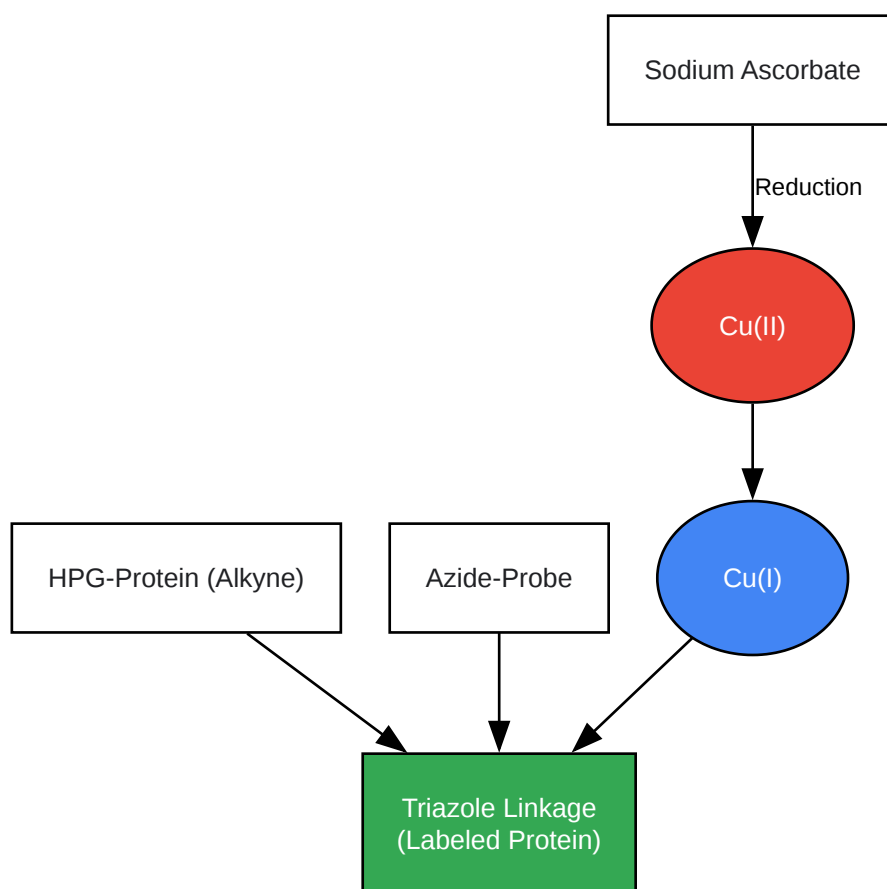 Sodium Ascorbate
Reduction
Cu(II)
HPG-Protein (Alkyne)
Azide-Probe
Cu(I)
Triazole Linkage
(Labeled Protein)